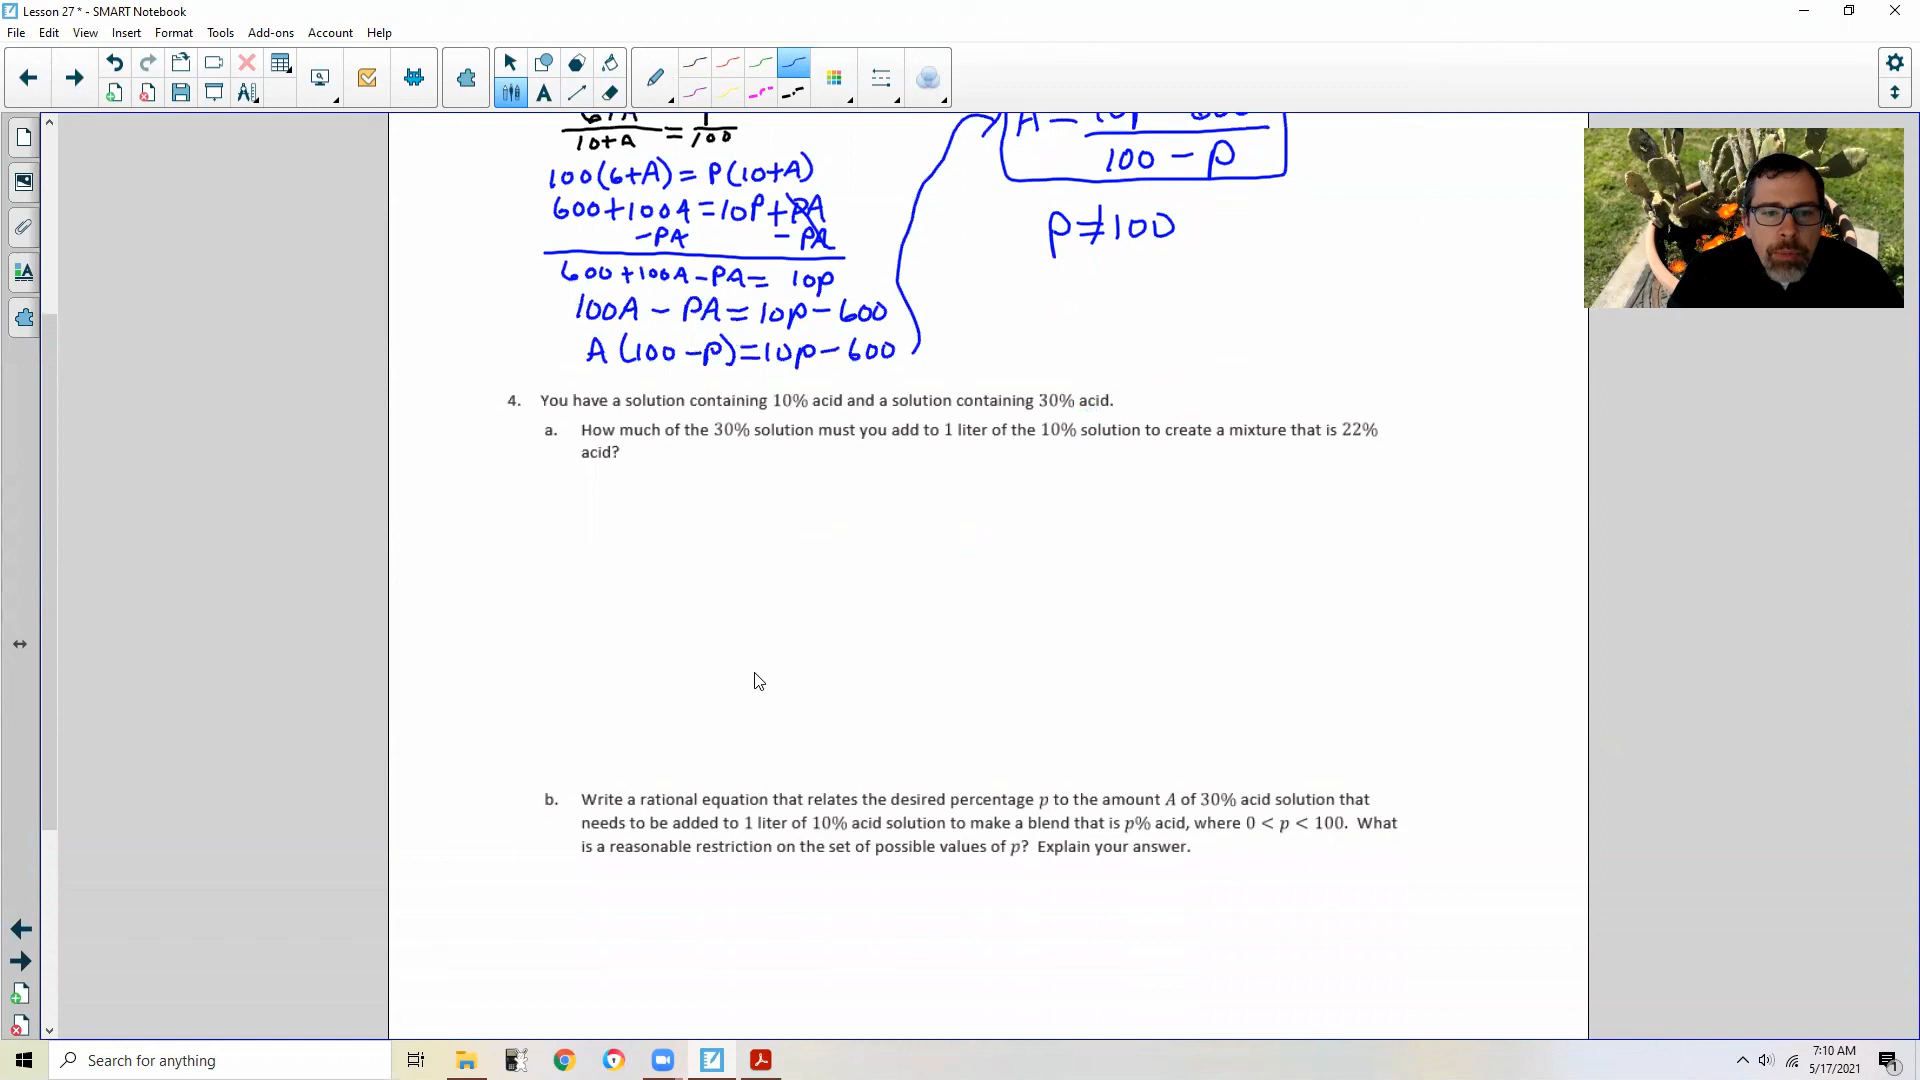 Lesson 27 * - SMART Notebook
File Edit View Insert Format Tools Add-ons Account Help
10+A = 100
100(6+A) = P(10+A)
600+100A = 10P+PA
-PA - PA
600+100A-PA = 10p
100A - PA = 10p-600
A(100-p)=10p-600
A =
100 - p
p≠100
4. You have a solution containing 10% acid and a solution containing 30% acid.
a. How much of the 30% solution must you add to 1 liter of the 10% solution to create a mixture that is 22%
acid?
b. Write a rational equation that relates the desired percentage p to the amount A of 30% acid solution that
needs to be added to 1 liter of 10% acid solution to make a blend that is p% acid, where 0 < p < 100. What
is a reasonable restriction on the set of possible values of p? Explain your answer.
Search for anything
7:10 AM
5/17/2021